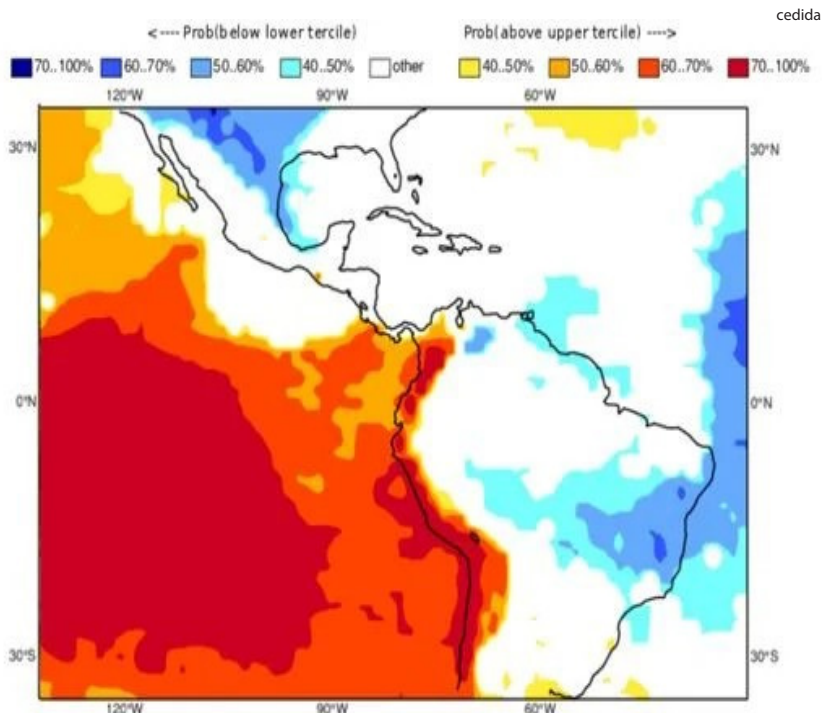 cedida
<---- Prob(below lower tercile) Prob(above upper tercile) ---->
70..100% 60..70% 50..60% 40..50% other 40..50% 50..60% 60..70% 70..100%
120°W 90°W 60°W
30°N 30°N
0°N 0°N
30°S 30°S
120°W 90°W 60°W